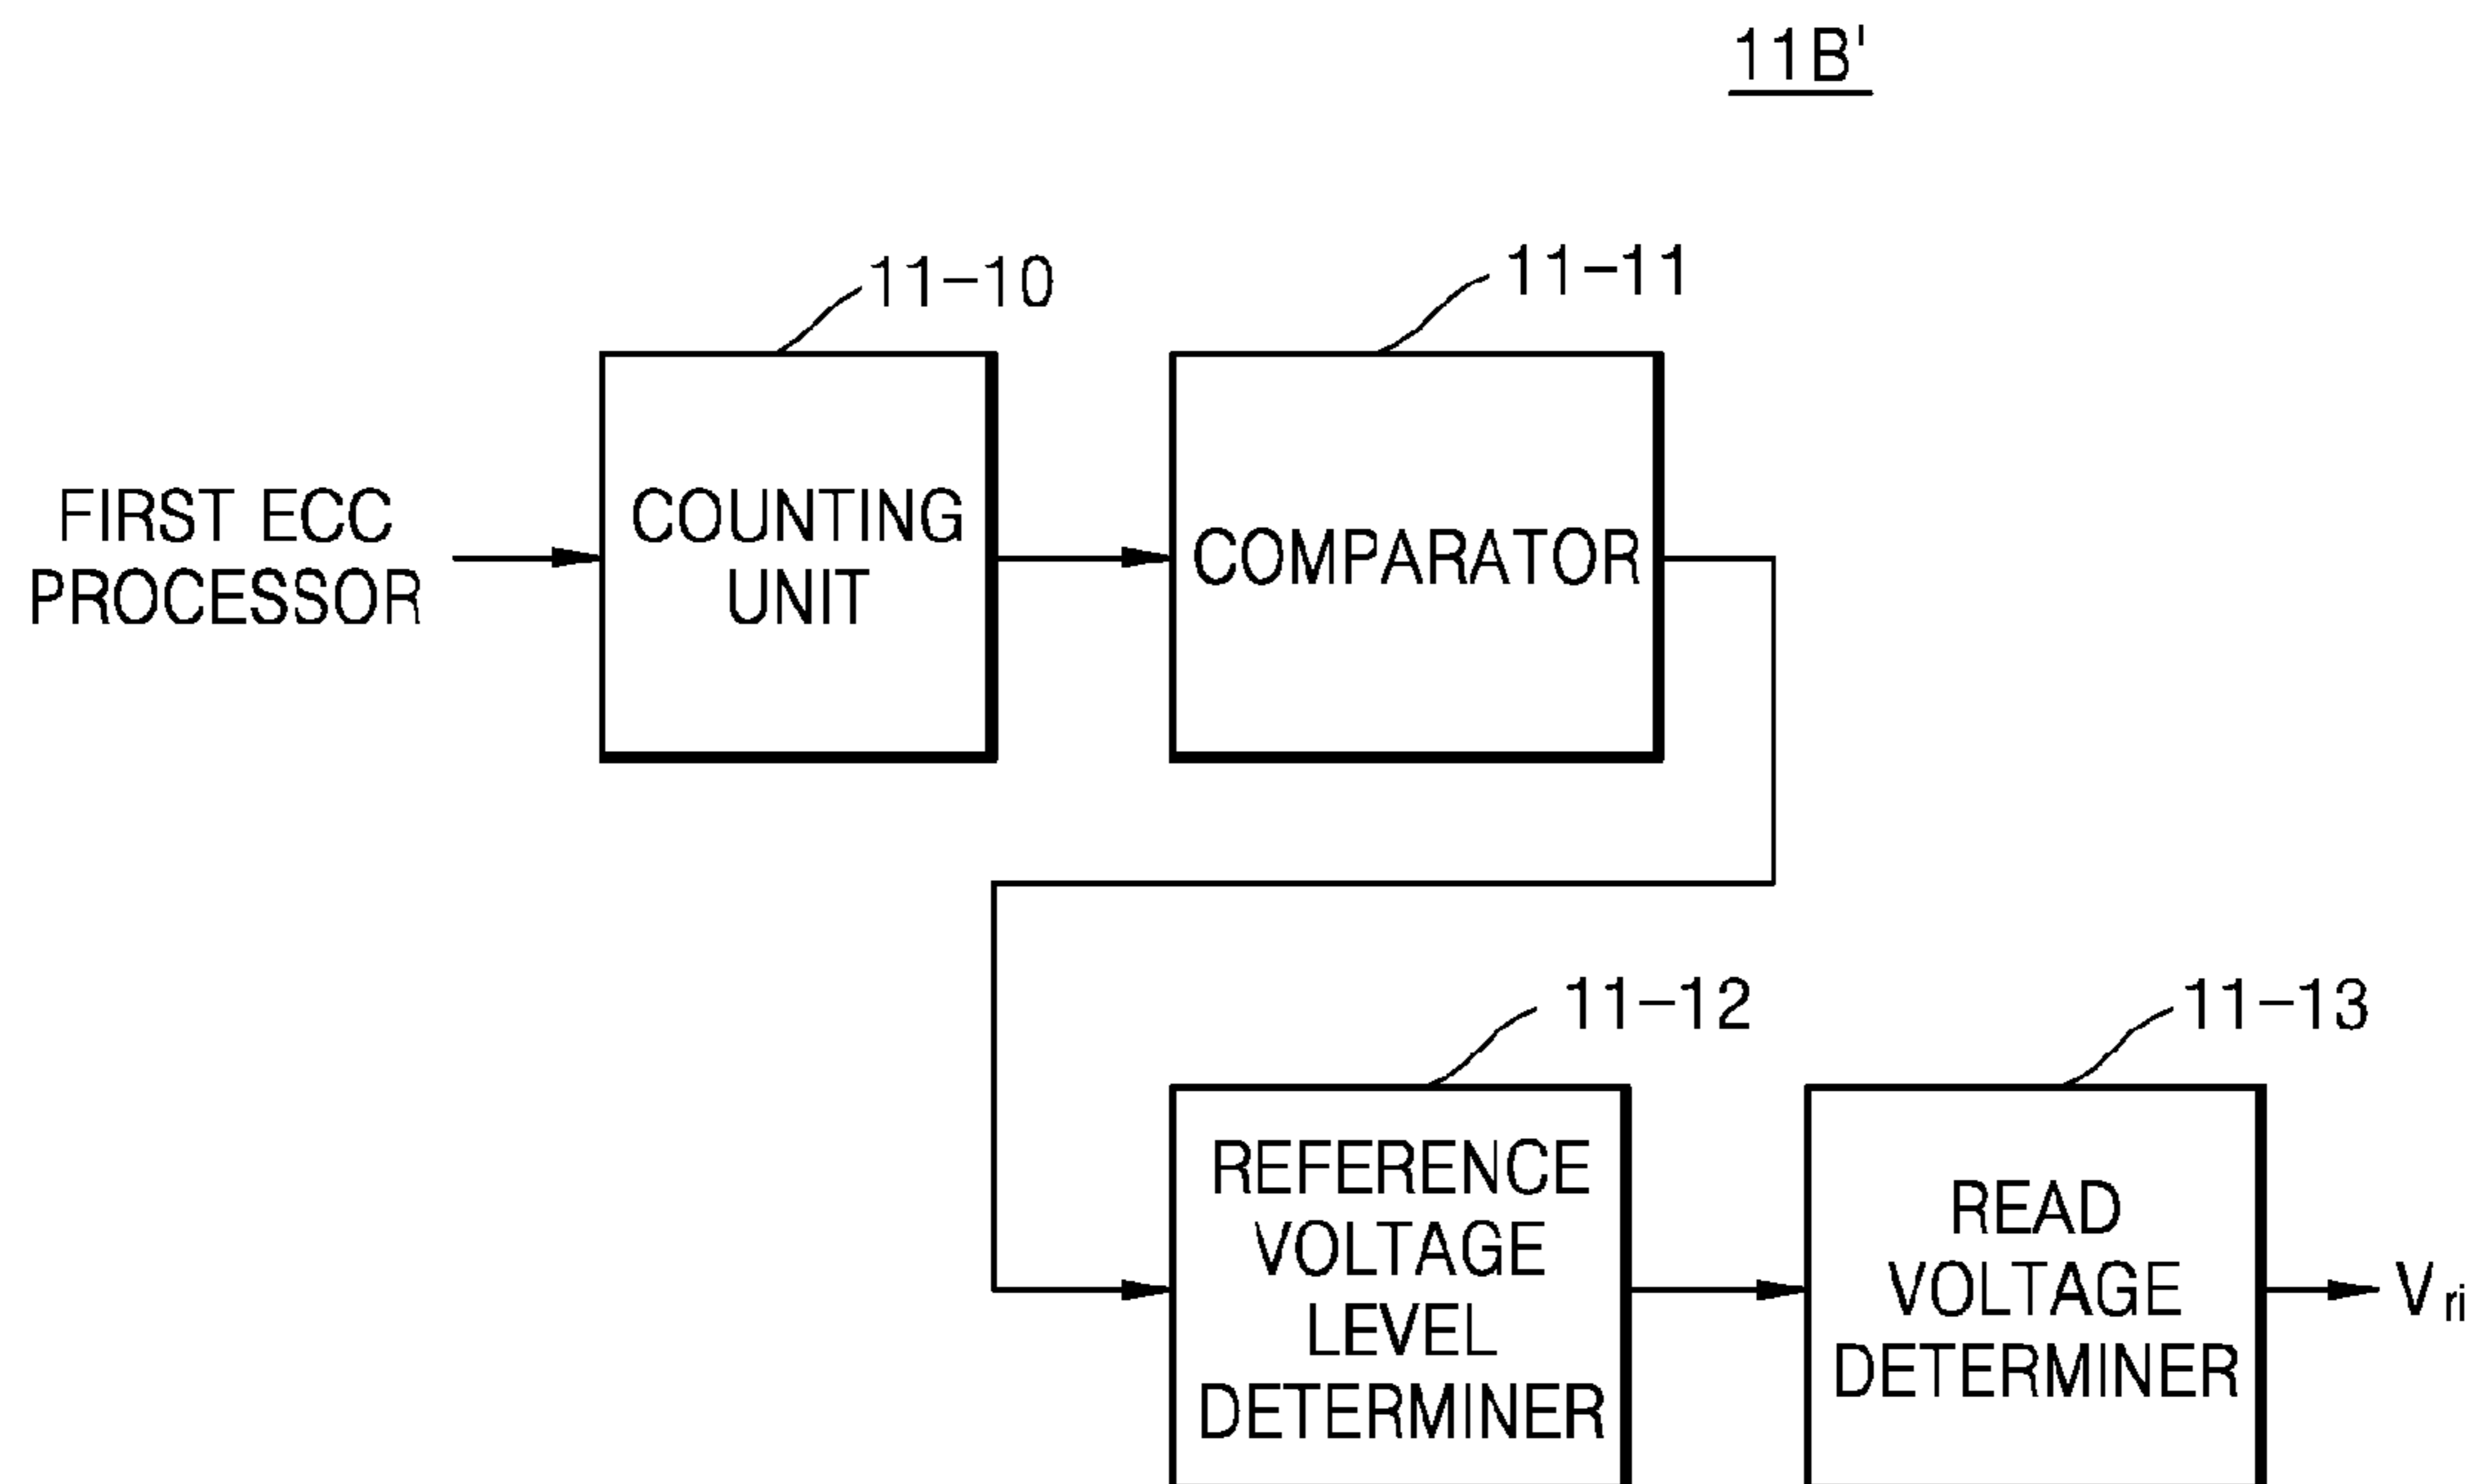 11B'
11-10
11-11
FIRST ECC
PROCESSOR
COUNTING
UNIT
COMPARATOR
11-12
11-13
REFERENCE
VOLTAGE
LEVEL
DETERMINER
READ
VOLTAGE
DETERMINER
Vri